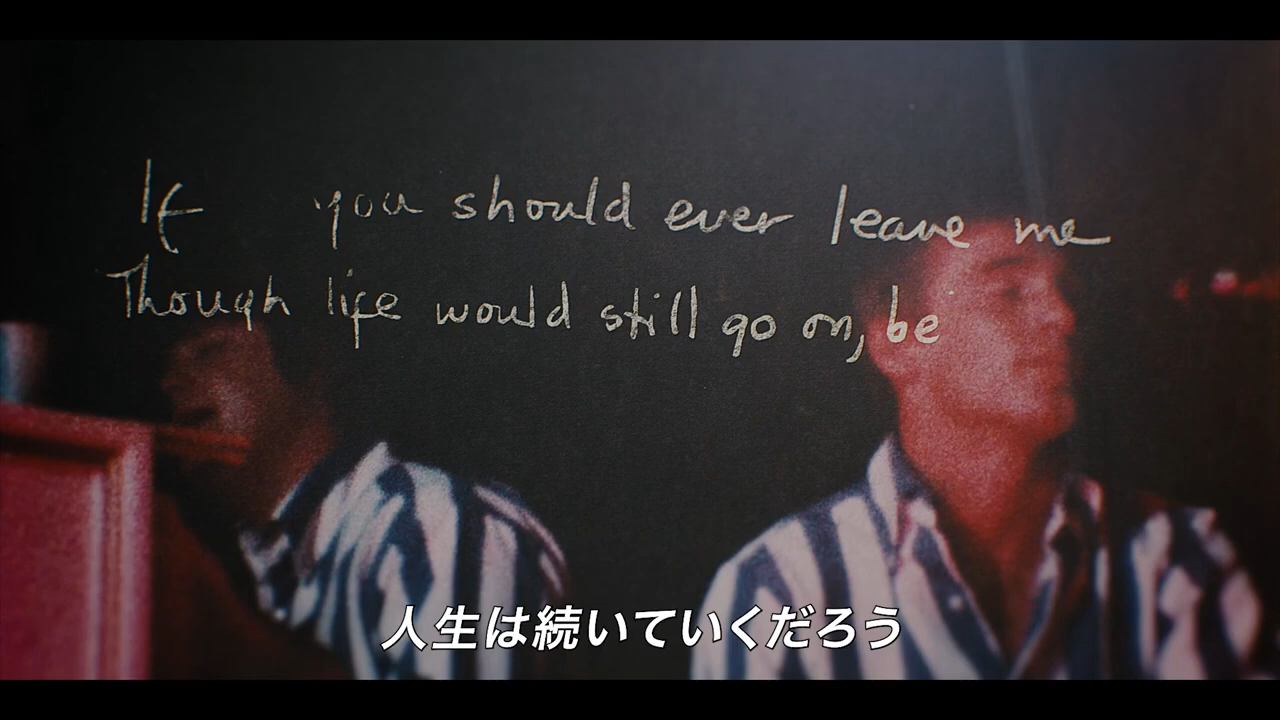 If you should ever leave me
Though life would still go on, be
人生は続いていくだろう